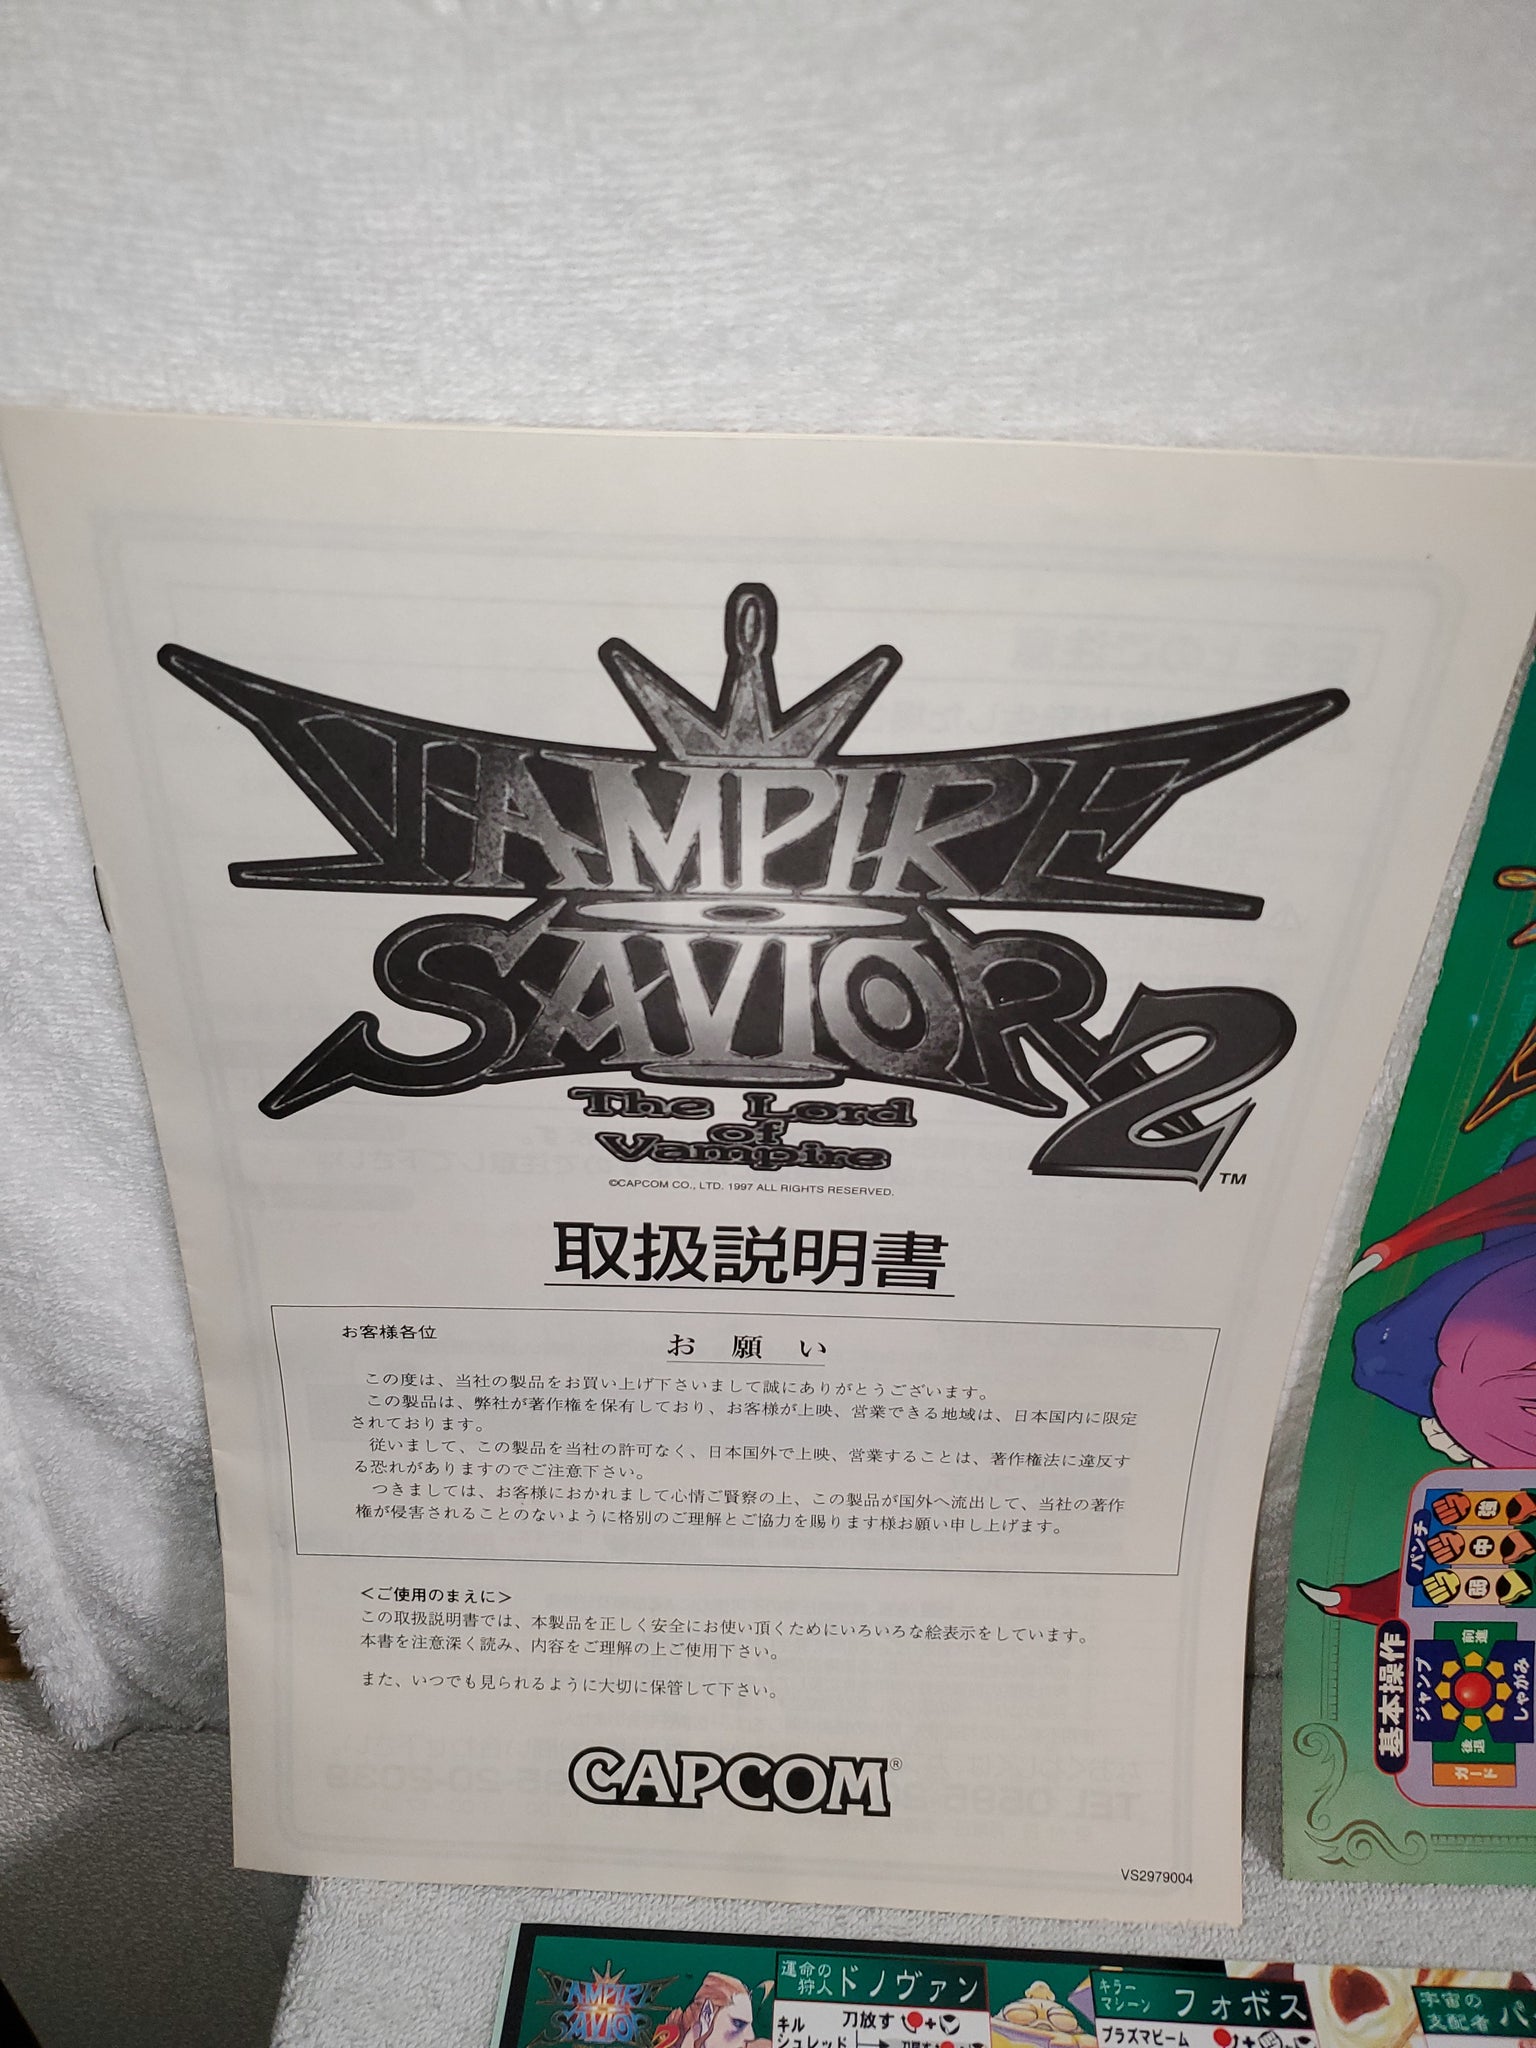 VAMPIRE
SAVIOR 2
The Lord
of
Vampire
TM
©CAPCOM CO., LTD. 1997 ALL RIGHTS RESERVED.
取扱説明書
お客様各位
お願い
この度は、当社の製品をお買い上げ下さいまして誠にありがとうございます。
この製品は、弊社が著作権を保有しており、お客様が上映、営業できる地域は、日本国内に限定
されております。
従いまして、この製品を当社の許可なく、日本国外で上映、営業することは、著作権法に違反す
る恐れがありますのでご注意下さい。
つきましては、お客様におかれまして心情ご賢察の上、この製品が国外へ流出して、当社の著作
権が侵害されることのないように格別のご理解とご協力を賜ります様お願い申し上げます。
<ご使用のまえに>
この取扱説明書では、本製品を正しく安全にお使い頂くためにいろいろな絵表示をしています。
本書を注意深く読み、内容をご理解の上ご使用下さい。
また、いつでも見られるように大切に保管して下さい。
CAPCOM®
VS2979004
基本操作
パンチ
強
中
弱
ジャンプ
前進
後退
しゃがみ
ガード
VAMPIRE
SAVIOR
運命の
狩人 ドノヴァン
キル
シュレッド
刀放す
キラー
マシーン フォボス
プラズマビーム
宇宙の
支配者